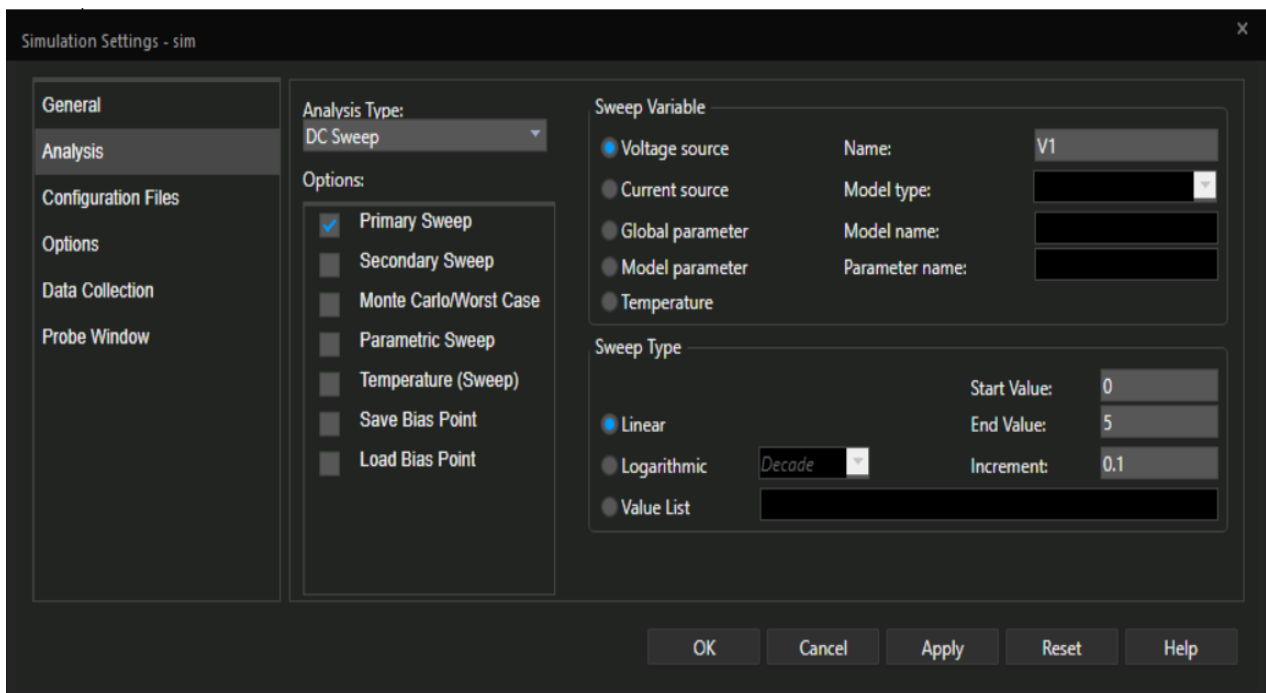 Simulation Settings - sim
x
General
Analysis
Configuration Files
Options
Data Collection
Probe Window
Analysis Type:
DC Sweep
Options:
Primary Sweep
Secondary Sweep
Monte Carlo/Worst Case
Parametric Sweep
Temperature (Sweep)
Save Bias Point
Load Bias Point
Sweep Variable
Voltage source Name: V1
Current source Model type:
Global parameter Model name:
Model parameter Parameter name:
Temperature
Sweep Type
Start Value: 0
Linear End Value: 5
Logarithmic Decade Increment: 0.1
Value List
OK Cancel Apply Reset Help